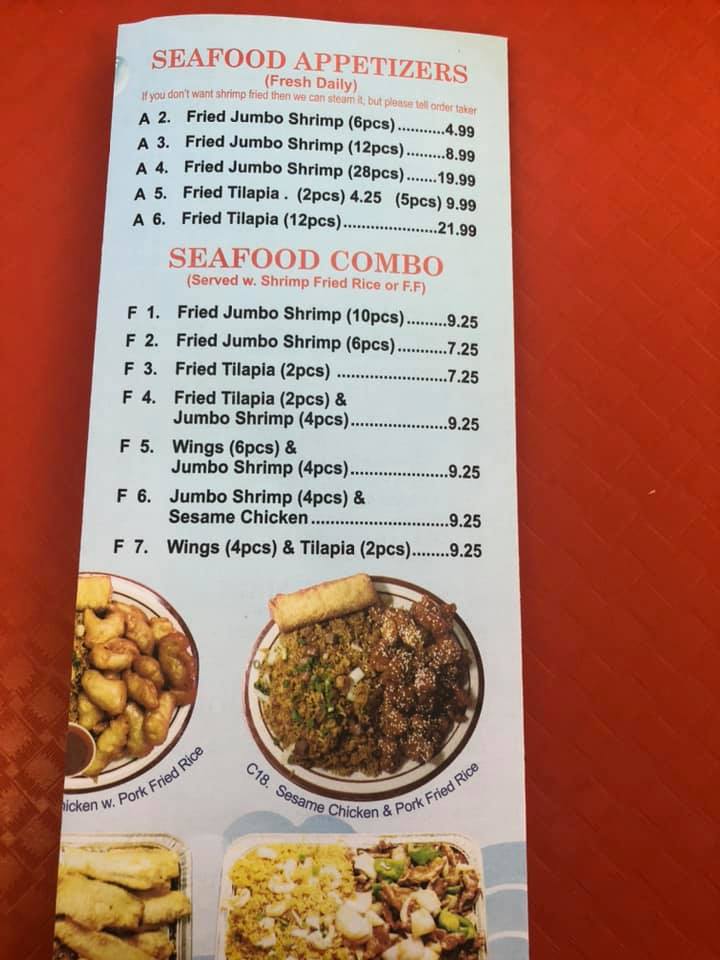 SEAFOOD APPETIZERS
(Fresh Daily)
If you don't want shrimp fried then we can steam it, but please tell order taker
A 2. Fried Jumbo Shrimp (6pcs)...........4.99
A 3. Fried Jumbo Shrimp (12pcs).........8.99
A 4. Fried Jumbo Shrimp (28pcs).......19.99
A 5. Fried Tilapia . (2pcs) 4.25 (5pcs) 9.99
A 6. Fried Tilapia (12pcs)......................21.99
SEAFOOD COMBO
(Served w. Shrimp Fried Rice or F.F)
F 1. Fried Jumbo Shrimp (10pcs).........9.25
F 2. Fried Jumbo Shrimp (6pcs)...........7.25
F 3. Fried Tilapia (2pcs) ........................7.25
F 4. Fried Tilapia (2pcs) &
Jumbo Shrimp (4pcs).....................9.25
F 5. Wings (6pcs) &
Jumbo Shrimp (4pcs).....................9.25
F 6. Jumbo Shrimp (4pcs) &
Sesame Chicken.............................9.25
F 7. Wings (4pcs) & Tilapia (2pcs)........9.25
hicken w. Pork Fried Rice
C18. Sesame Chicken & Pork Fried Rice